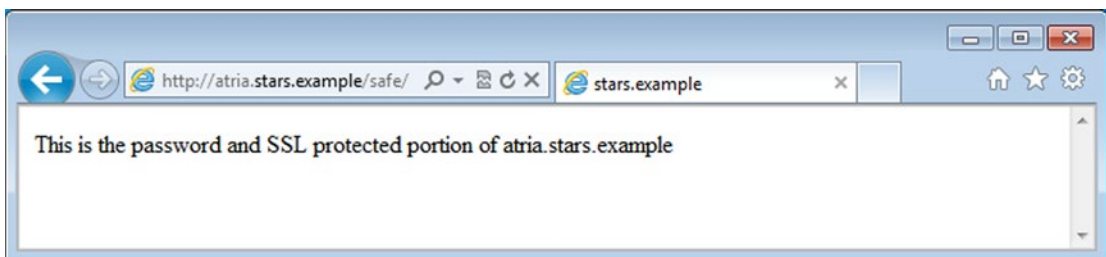 http://atria.stars.example/safe/
stars.example
This is the password and SSL protected portion of atria.stars.example